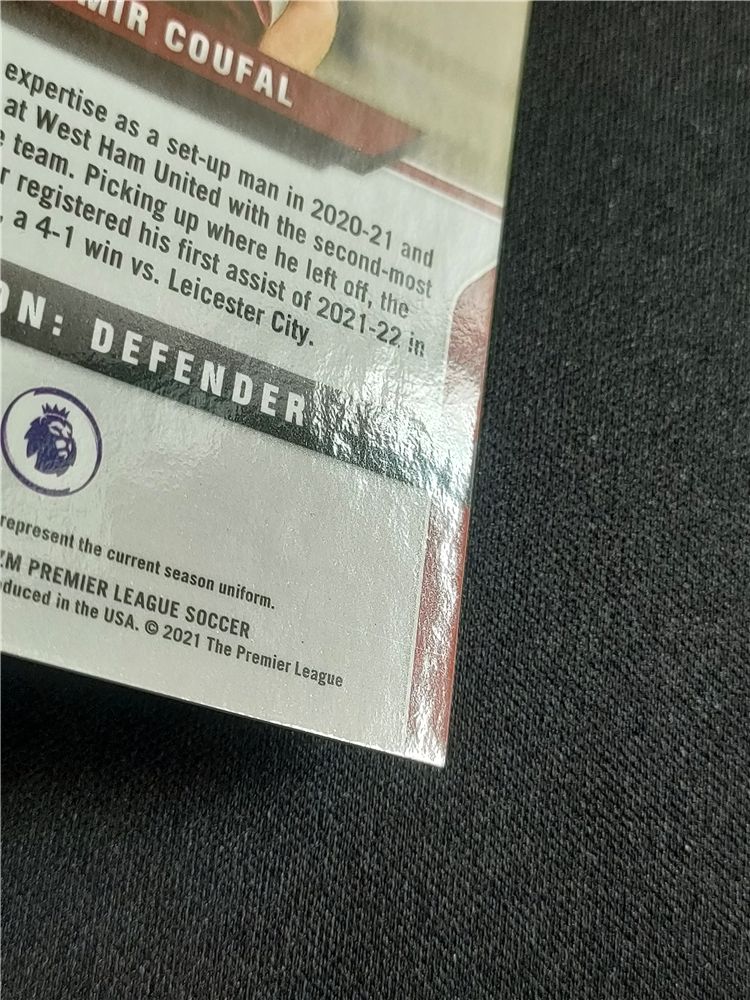 MIR COUFAL
expertise as a set-up man in 2020-21 and
at West Ham United with the second-most
team. Picking up where he left off, the
r registered his first assist of 2021-22 in
, a 4-1 win vs. Leicester City.
ON: DEFENDER
represent the current season uniform.
ZM PREMIER LEAGUE SOCCER
duced in the USA. © 2021 The Premier League